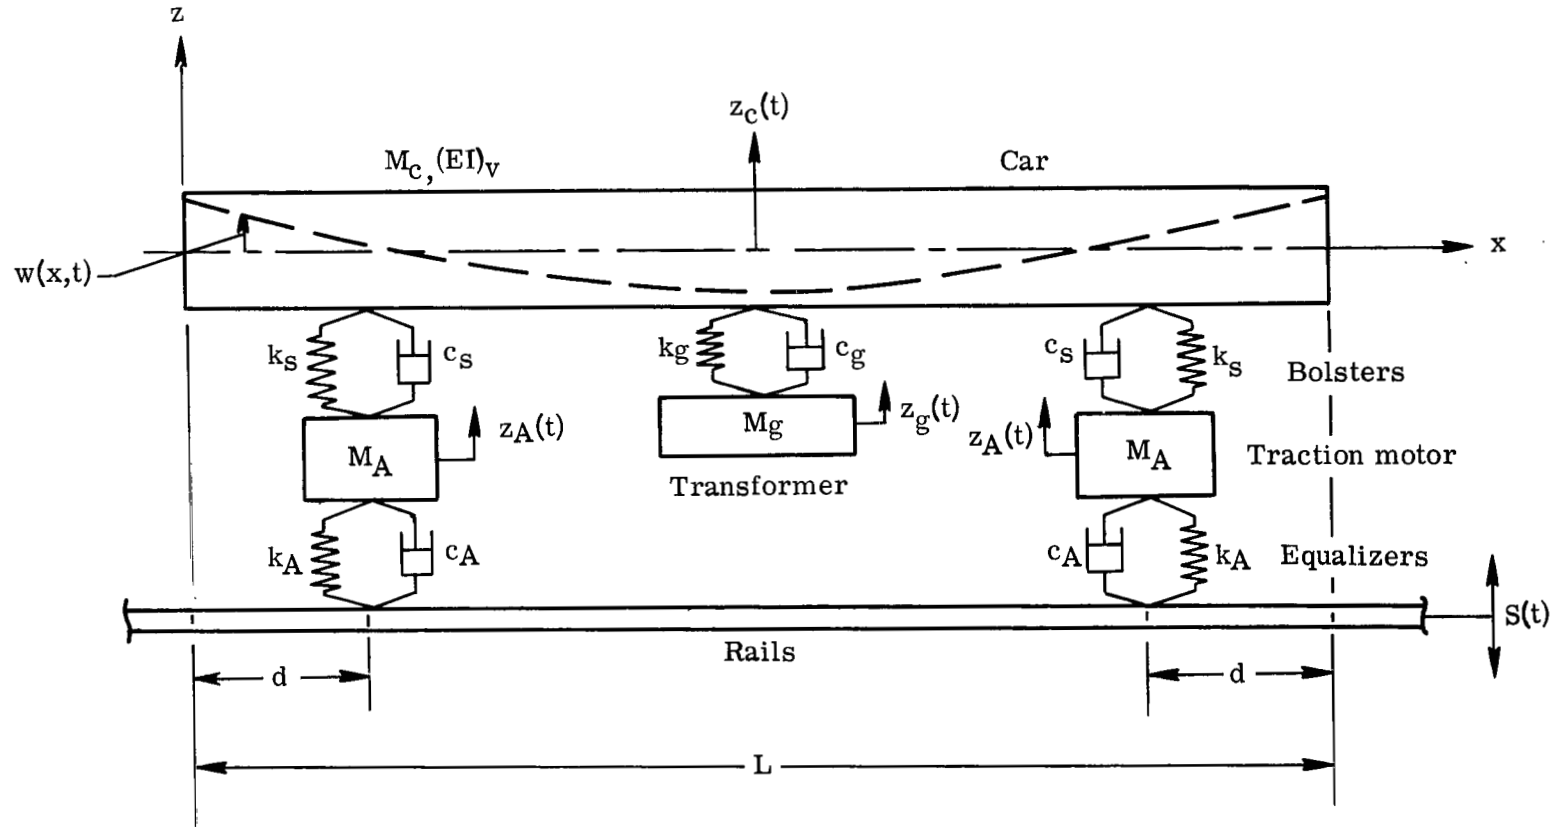 z
z_c(t)
M_c, (EI)_v
Car
w(x,t)
x
k_s
c_s
k_g
c_g
c_s
k_s
Bolsters
z_A(t)
M_g
z_g(t)
z_A(t)
M_A
M_A
Traction motor
Transformer
k_A
c_A
c_A
k_A
Equalizers
S(t)
Rails
d
d
L